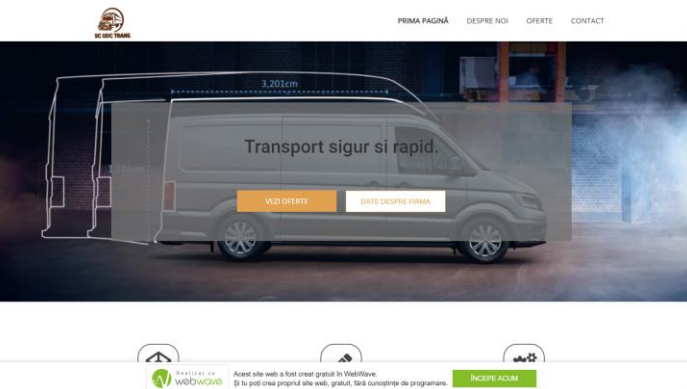 SC UDC TRANS
PRIMA PAGINĂ DESPRE NOI OFERTE CONTACT
3,201cm
Transport sigur si rapid.
VEZI OFERTE DATE DESPRE FIRMA
Realizat cu
webwave
Acest site web a fost creat gratuit în WebWave.
Și tu poți crea propriul site web, gratuit, fără cunoștințe de programare.
ÎNCEPE ACUM